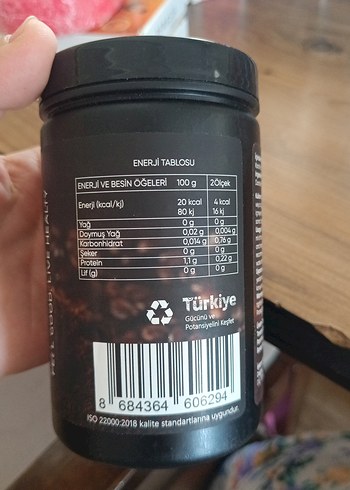 ENERJİ TABLOSU
ENERJİ VE BESİN ÖĞELERİ 100 g 2Ölçek
Enerji (kcal/kj) 20 kcal 4 kcal
80 kj 16 kj
Yağ 0 g 0 g
Doymuş Yağ 0,02 g 0,004 g
Karbonhidrat 0,014 g 0,76 g
Şeker 0 g 0 g
Protein 1,1 g 0,22 g
Lif (g) 0 g 0 g
Türkiye
Gücünü ve
Potansiyelini Keşfet
8 684364 606294
ISO 22000:2018 kalite standartlarına uygundur.